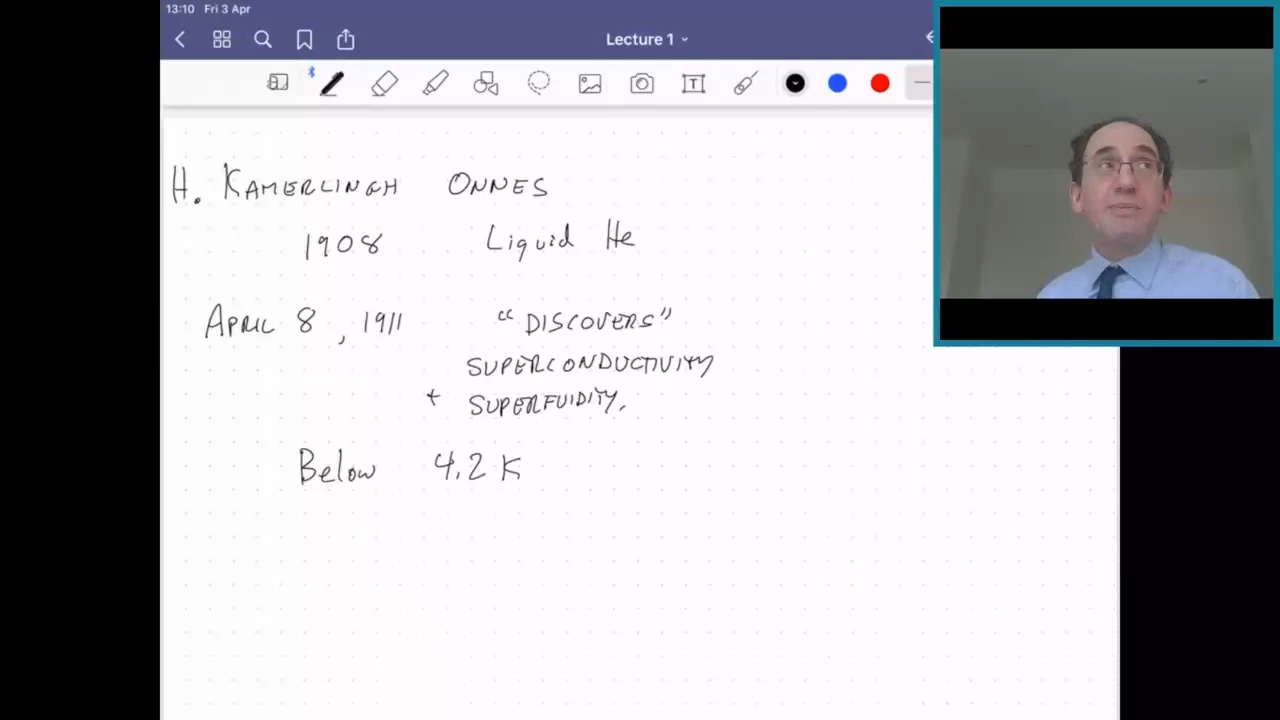 13:10 Fri 3 Apr
Lecture 1
T
H. KAMERLINGH ONNES
1908 Liquid He
APRIL 8, 1911 "DISCOVERS"
SUPERCONDUCTIVITY
+ SUPERFUIDITY.
Below 4.2 K